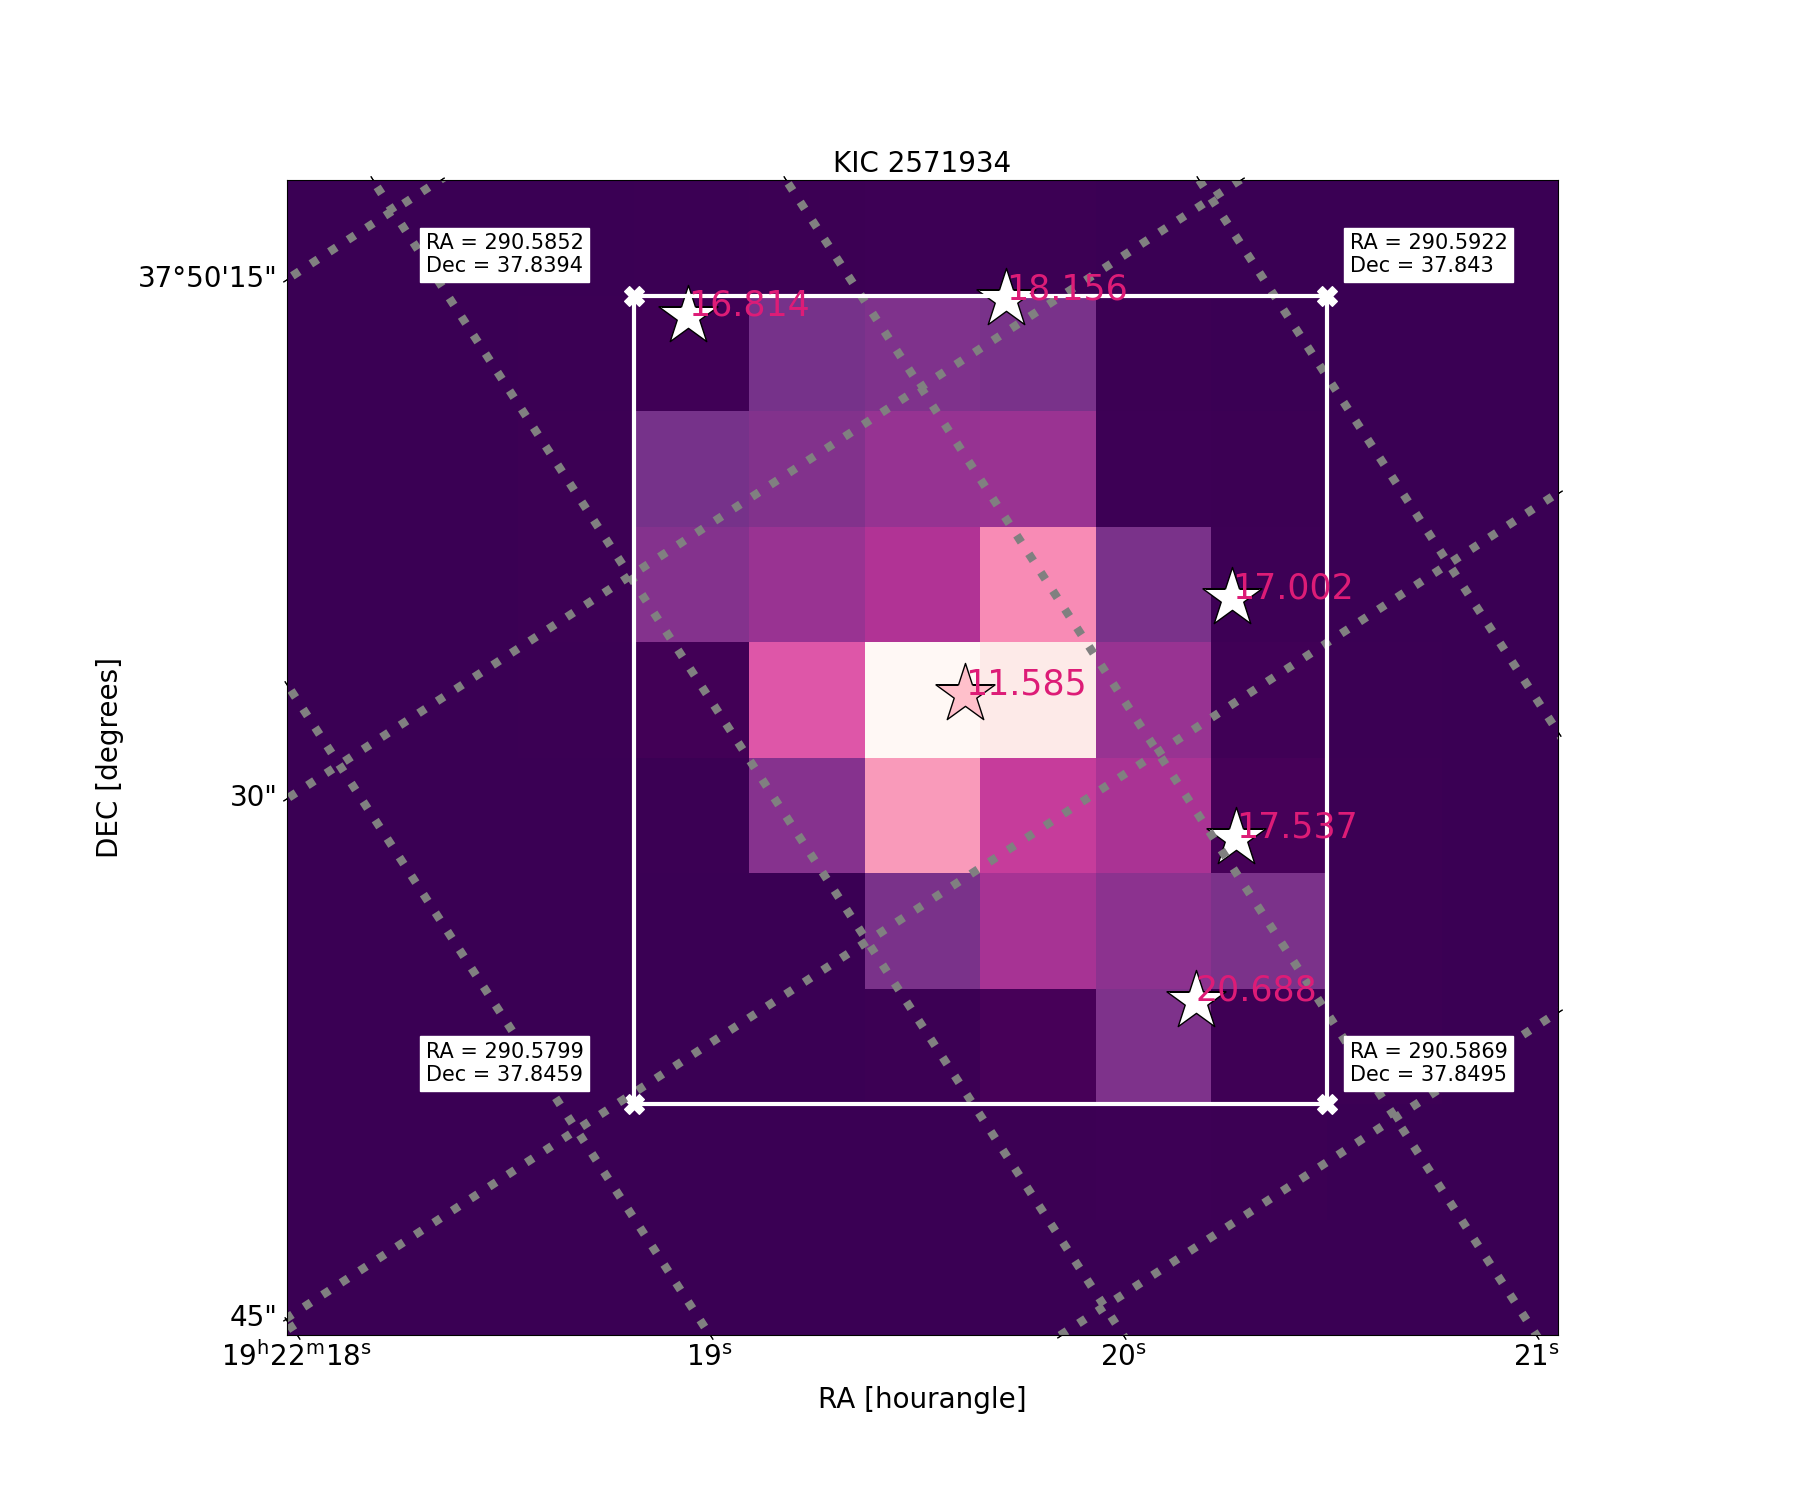 KIC 2571934
RA = 290.5852
Dec = 37.8394
RA = 290.5922
Dec = 37.843
37°50'15"
16.814
18.156
17.002
11.585
DEC [degrees]
30"
17.537
20.688
RA = 290.5799
Dec = 37.8459
RA = 290.5869
Dec = 37.8495
45"
19h22m18s
19s
20s
21s
RA [hourangle]